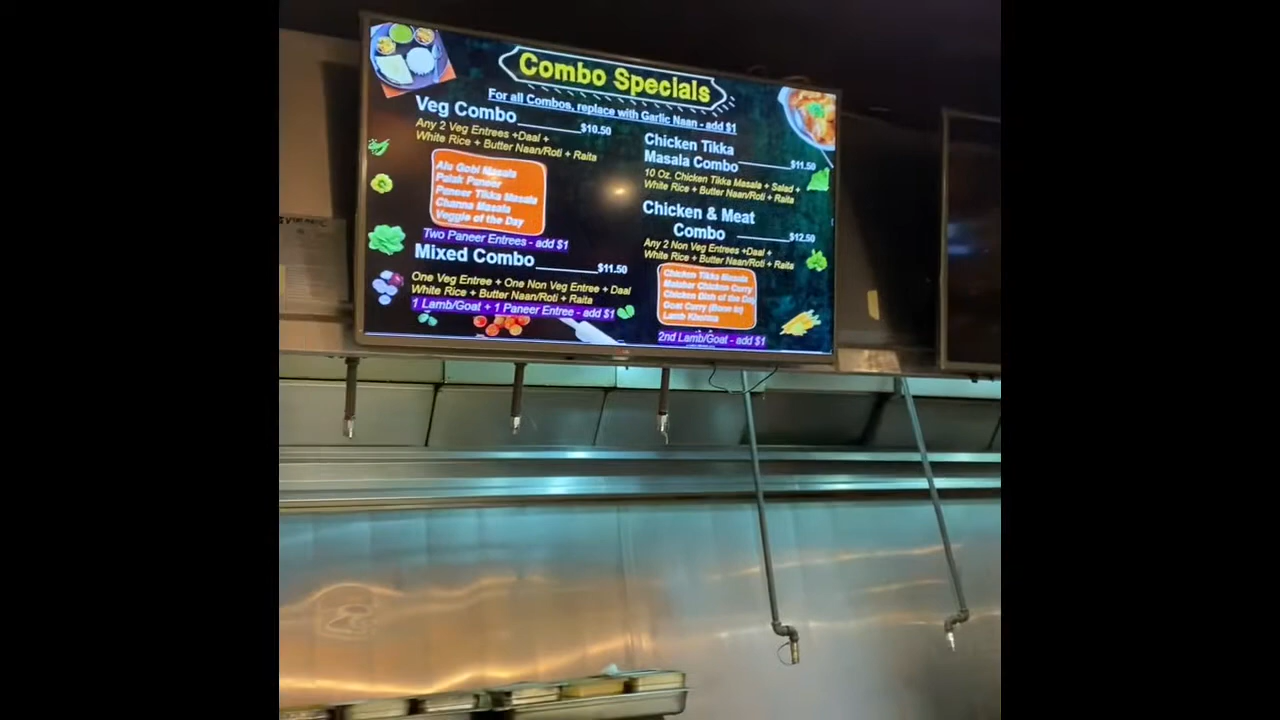 Combo Specials
For all Combos, replace with Garlic Naan - add $1
Veg Combo $10.50
Any 2 Veg Entrees +Daal +
White Rice + Butter Naan/Roti + Raita
Alu Gobi Masala
Palak Paneer
Paneer Tikka Masala
Channa Masala
Veggie of the Day
Two Paneer Entrees - add $1
Mixed Combo $11.50
One Veg Entree + One Non Veg Entree + Daal
White Rice + Butter Naan/Roti + Raita
1 Lamb/Goat + 1 Paneer Entree - add $1
Chicken Tikka
Masala Combo $11.50
10 Oz. Chicken Tikka Masala + Salad +
White Rice + Butter Naan/Roti + Raita
Chicken & Meat
Combo $12.50
Any 2 Non Veg Entrees +Daal +
White Rice + Butter Naan/Roti + Raita
Chicken Tikka Masala
Malabar Chicken Curry
Chicken Dish of the Day
Goat Curry (Bone In)
Lamb Khorma
2nd Lamb/Goat - add $1